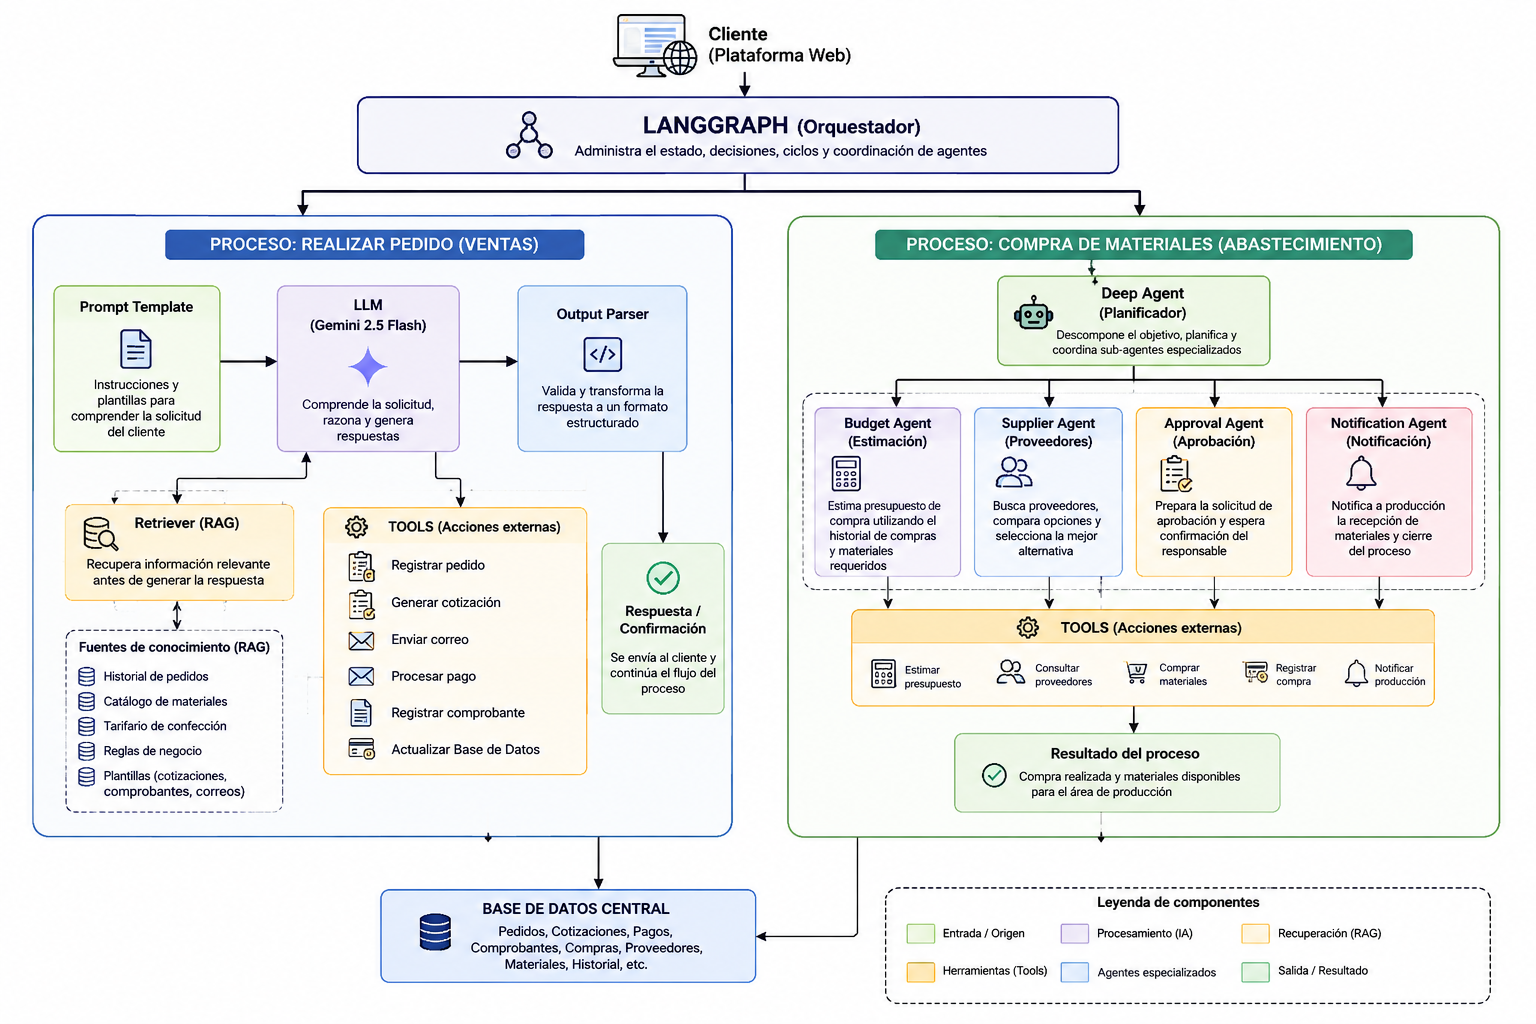 Cliente
(Plataforma Web)
LANGGRAPH (Orquestador)
Administra el estado, decisiones, ciclos y coordinación de agentes
PROCESO: REALIZAR PEDIDO (VENTAS)
Prompt Template
Instrucciones y
plantillas para
comprender la solicitud
del cliente
LLM
(Gemini 2.5 Flash)
Comprende la solicitud,
razona y genera
respuestas
Output Parser
Valida y transforma la
respuesta a un formato
estructurado
Retriever (RAG)
Recupera información relevante
antes de generar la respuesta
Fuentes de conocimiento (RAG)
Historial de pedidos
Catálogo de materiales
Tarifario de confección
Reglas de negocio
Plantillas (cotizaciones,
comprobantes, correos)
TOOLS (Acciones externas)
Registrar pedido
Generar cotización
Enviar correo
Procesar pago
Registrar comprobante
Actualizar Base de Datos
Respuesta /
Confirmación
Se envía al cliente y
continúa el flujo del
proceso
PROCESO: COMPRA DE MATERIALES (ABASTECIMIENTO)
Deep Agent
(Planificador)
Descompone el objetivo, planifica y
coordina sub-agentes especializados
Budget Agent
(Estimación)
Estima presupuesto de
compra utilizando el
historial de compras
y materiales
requeridos
Supplier Agent
(Proveedores)
Busca proveedores,
compara opciones y
selecciona la mejor
alternativa
Approval Agent
(Aprobación)
Prepara la solicitud de
aprobación y espera
confirmación del
responsable
Notification Agent
(Notificación)
Notifica a producción
la recepción de
materiales y cierre
del proceso
TOOLS (Acciones externas)
Estimar
presupuesto
Consultar
proveedores
Comprar
materiales
Registrar
compra
Notificar
producción
Resultado del proceso
Compra realizada y materiales disponibles
para el área de producción
BASE DE DATOS CENTRAL
Pedidos, Cotizaciones, Pagos,
Comprobantes, Compras, Proveedores,
Materiales, Historial, etc.
Leyenda de componentes
Entrada / Origen
Procesamiento (IA)
Recuperación (RAG)
Herramientas (Tools)
Agentes especializados
Salida / Resultado